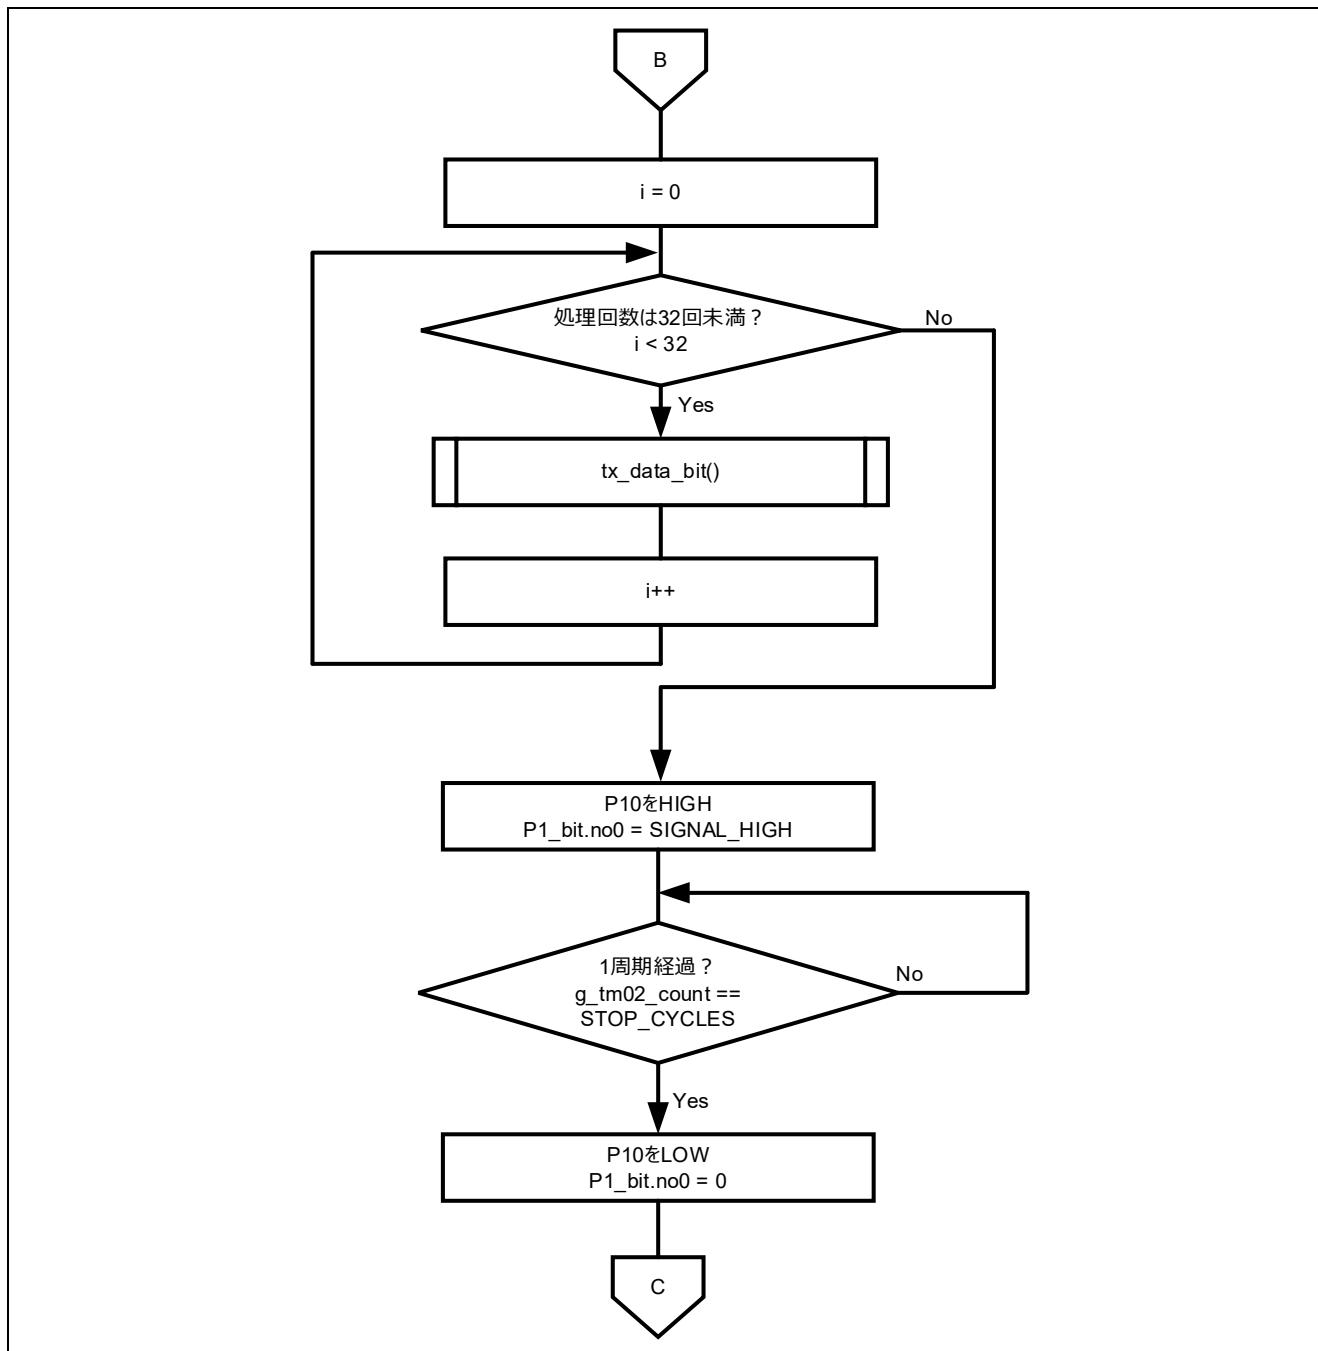 B
i = 0
処理回数は32回未満？
i < 32
No
Yes
tx_data_bit()
i++
P10をHIGH
P1_bit.no0 = SIGNAL_HIGH
1周期経過？
g_tm02_count ==
STOP_CYCLES
No
Yes
P10をLOW
P1_bit.no0 = 0
C